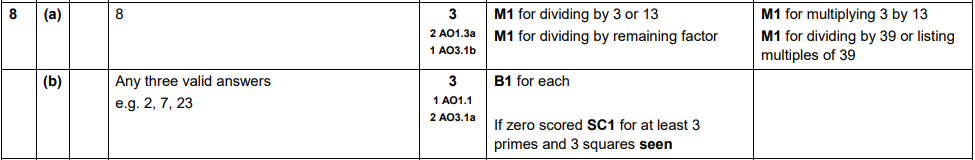 8 (a) 8 3 M1 for dividing by 3 or 13 M1 for multiplying 3 by 13
2 AO1.3a M1 for dividing by remaining factor M1 for dividing by 39 or listing
1 AO3.1b multiples of 39
(b) Any three valid answers 3 B1 for each
e.g. 2, 7, 23 1 AO1.1
2 AO3.1a If zero scored SC1 for at least 3
primes and 3 squares seen